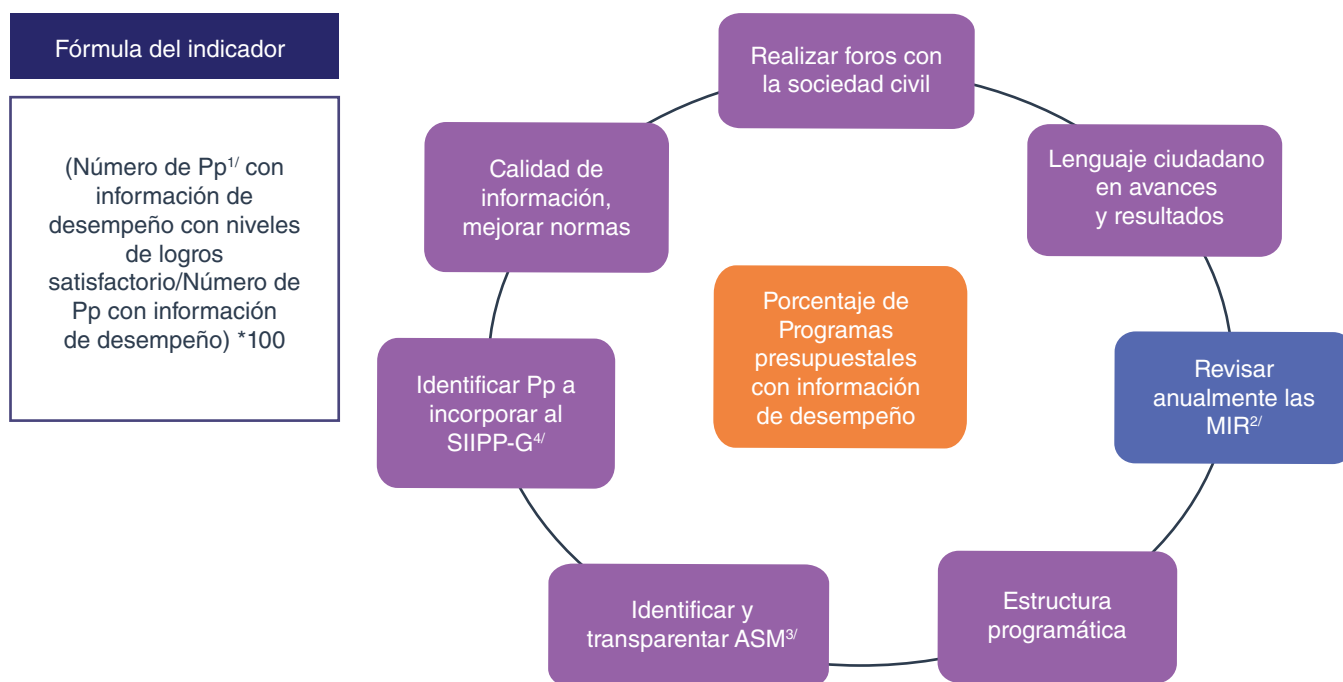 Fórmula del indicador
(Número de Pp1/ con
información de
desempeño con niveles
de logros
satisfactorio/Número de
Pp con información
de desempeño) *100
Realizar foros con
la sociedad civil
Lenguaje ciudadano
en avances
y resultados
Revisar
anualmente las
MIR2/
Estructura
programática
Identificar y
transparentar ASM3/
Identificar Pp a
incorporar al
SIIPP-G4/
Calidad de
información,
mejorar normas
Porcentaje de
Programas
presupuestales
con información
de desempeño